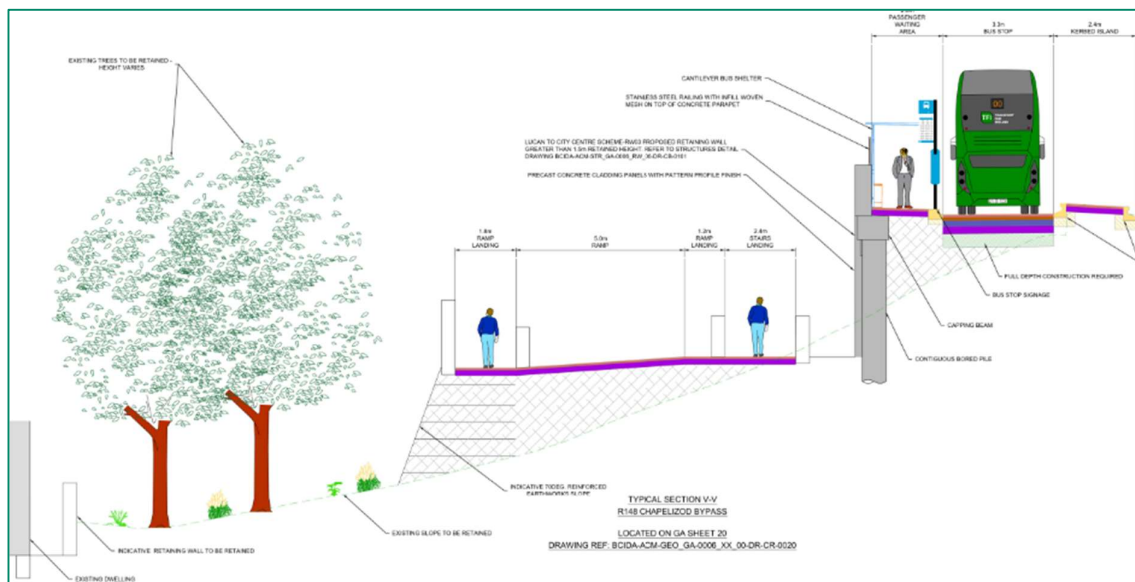 PASSENGER
WAITING
AREA
3.3m
BUS STOP
2.4m
KERBED ISLAND
EXISTING TREES TO BE RETAINED -
HEIGHT VARIES
CANTILEVER BUS SHELTER
STAINLESS STEEL RAILING WITH INFILL WOVEN
MESH ON TOP OF CONCRETE PARAPET
LUCAN TO CITY CENTRE SCHEME-RW03 PROPOSED RETAINING WALL
GREATER THAN 1.5m RETAINED HEIGHT. REFER TO STRUCTURES DETAIL
PRECAST CONCRETE CLADDING PANELS WITH PATTERN PROFILE FINISH
00
TFI
1.8m
RAMP
LANDING
5.0m
RAMP
RAMP
LANDING
STAIRS
LANDING
FULL DEPTH CONSTRUCTION REQUIRED
BUS STOP SIGNAGE
CAPPING BEAM
CONTIGUOUS BORED PILE
INDICATIVE 70DEG. REINFORCED
EARTHWORKS SLOPE
TYPICAL SECTION V-V
R148 CHAPELIZOD BYPASS
EXISTING SLOPE TO BE RETAINED
LOCATED ON GA SHEET 20
DRAWING REF: BCIDA-ACM-GEO_GA-0006_XX_00-DR-CR-0020
INDICATIVE RETAINING WALL TO BE RETAINED
EXISTING DWELLING